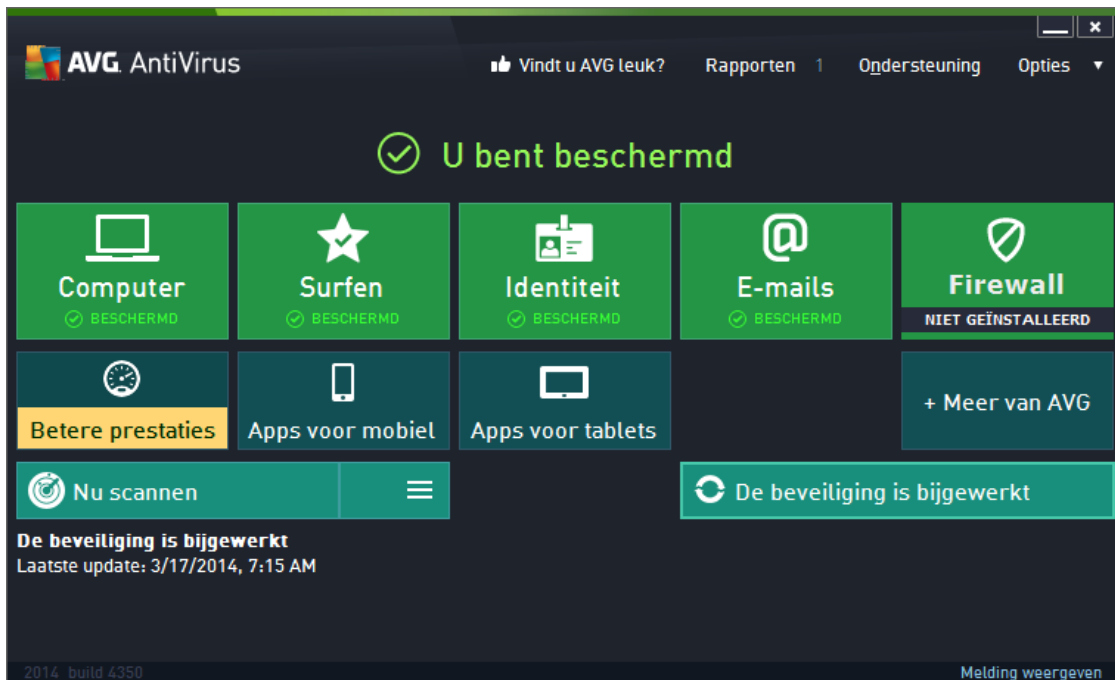 AVG. AntiVirus
Vindt u AVG leuk?
Rapporten 1
Ondersteuning
Opties
U bent beschermd
Computer
BESCHERMD
Surfen
BESCHERMD
Identiteit
BESCHERMD
E-mails
BESCHERMD
Firewall
NIET GEÏNSTALLEERD
Betere prestaties
Apps voor mobiel
Apps voor tablets
+ Meer van AVG
Nu scannen
De beveiliging is bijgewerkt
De beveiliging is bijgewerkt
Laatste update: 3/17/2014, 7:15 AM
2014 build 4350
Melding weergeven